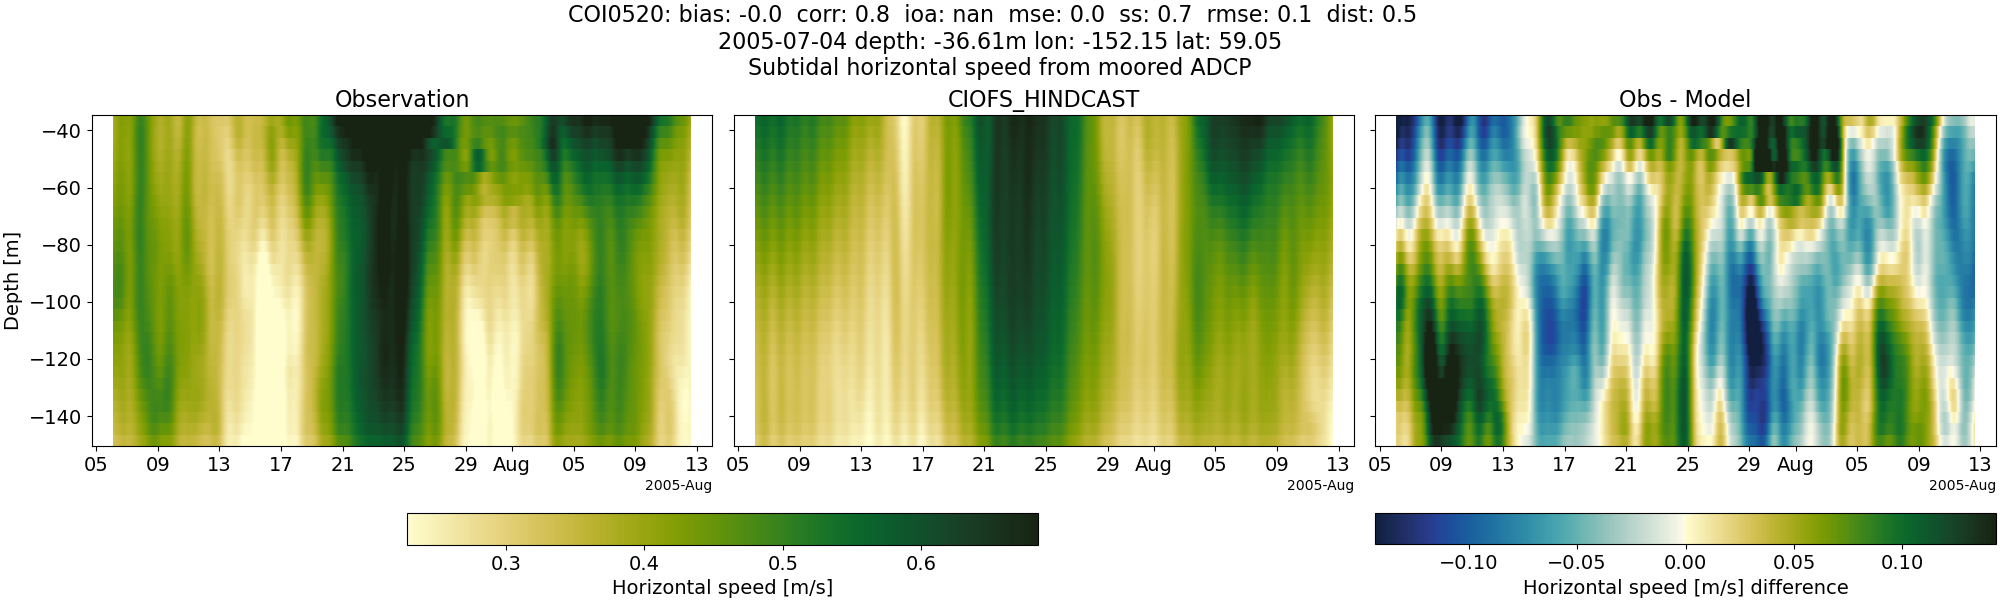 COI0520: bias: -0.0 corr: 0.8 ioa: nan mse: 0.0 ss: 0.7 rmse: 0.1 dist: 0.5
2005-07-04 depth: -36.61m lon: -152.15 lat: 59.05
Subtidal horizontal speed from moored ADCP
Observation
CIOFS_HINDCAST
Obs - Model
Depth [m]
−40
−60
−80
−100
−120
−140
05 09 13 17 21 25 29 Aug 05 09 13
2005-Aug
05 09 13 17 21 25 29 Aug 05 09 13
2005-Aug
05 09 13 17 21 25 29 Aug 05 09 13
2005-Aug
0.3 0.4 0.5 0.6
Horizontal speed [m/s]
−0.10 −0.05 0.00 0.05 0.10
Horizontal speed [m/s] difference